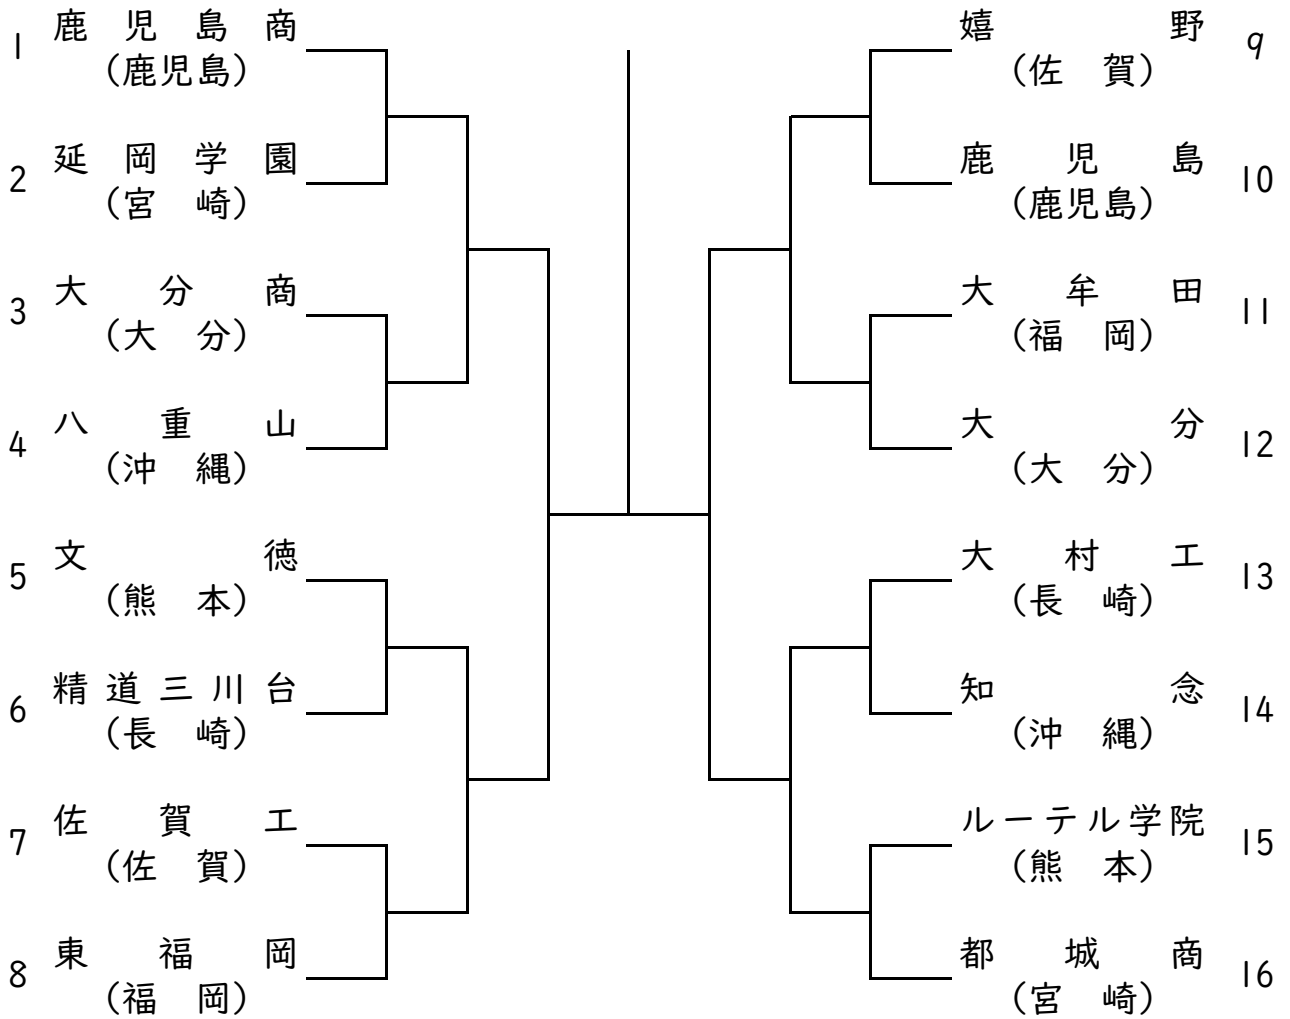 1 鹿児島商
(鹿児島)
2 延岡学園
(宮崎)
3 大分商
(大分)
4 八重山
(沖縄)
5 文徳
(熊本)
6 精道三川台
(長崎)
7 佐賀工
(佐賀)
8 東福岡
(福岡)
嬉野 9
(佐賀)
鹿児島 10
(鹿児島)
大牟田 11
(福岡)
大分 12
(大分)
大村工 13
(長崎)
知念 14
(沖縄)
ルーテル学院 15
(熊本)
都城商 16
(宮崎)